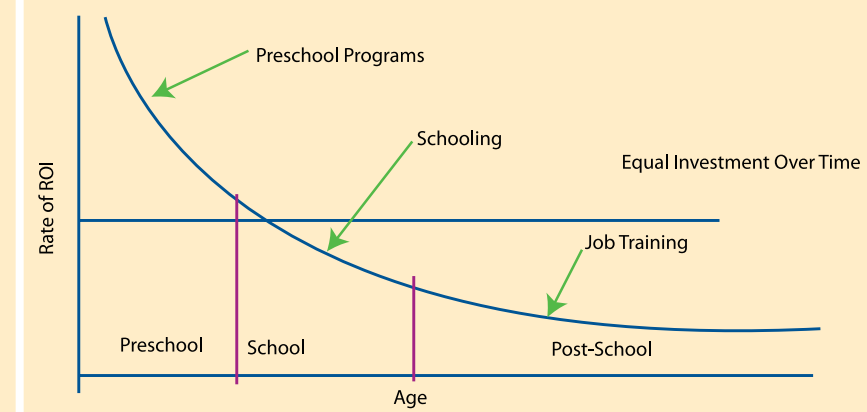 Preschool Programs
Schooling
Equal Investment Over Time
Rate of ROI
Job Training
Preschool
School
Post-School
Age